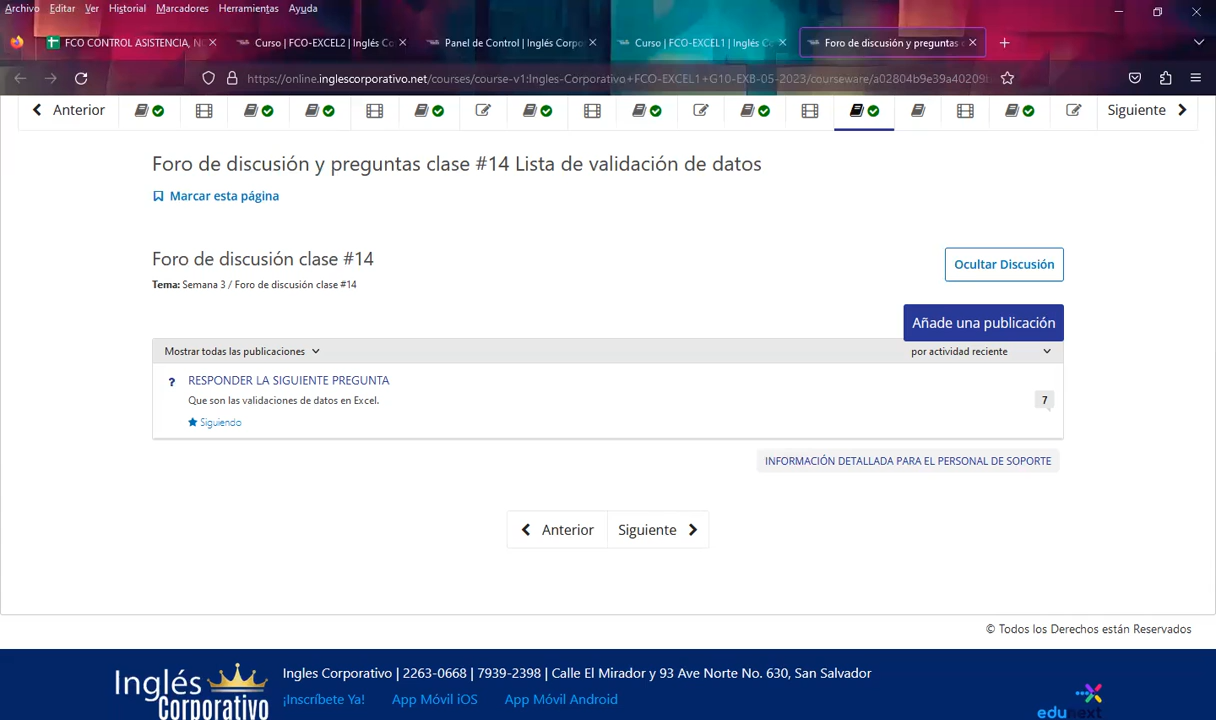 Archivo Editar Ver Historial Marcadores Herramientas Ayuda
FCO CONTROL ASISTENCIA, N
Curso | FCO-EXCEL2 | Inglés Co
Panel de Control | Inglés Corpo
Curso | FCO-EXCEL1 | Inglés C
Foro de discusión y preguntas c
https://online.inglescorporativo.net/courses/course-v1:Ingles-Corporativo+FCO-EXCEL1+G10-EXB-05-2023/courseware/a02804b9e39a40209b
Anterior
Siguiente
Foro de discusión y preguntas clase #14 Lista de validación de datos
Marcar esta página
Foro de discusión clase #14
Ocultar Discusión
Tema: Semana 3 / Foro de discusión clase #14
Añade una publicación
Mostrar todas las publicaciones
por actividad reciente
? RESPONDER LA SIGUIENTE PREGUNTA
Que son las validaciones de datos en Excel.
7
Siguiendo
INFORMACIÓN DETALLADA PARA EL PERSONAL DE SOPORTE
Anterior
Siguiente
© Todos los Derechos están Reservados
Inglés Corporativo
Ingles Corporativo | 2263-0668 | 7939-2398 | Calle El Mirador y 93 Ave Norte No. 630, San Salvador
¡Inscríbete Ya! App Móvil iOS App Móvil Android
edunext